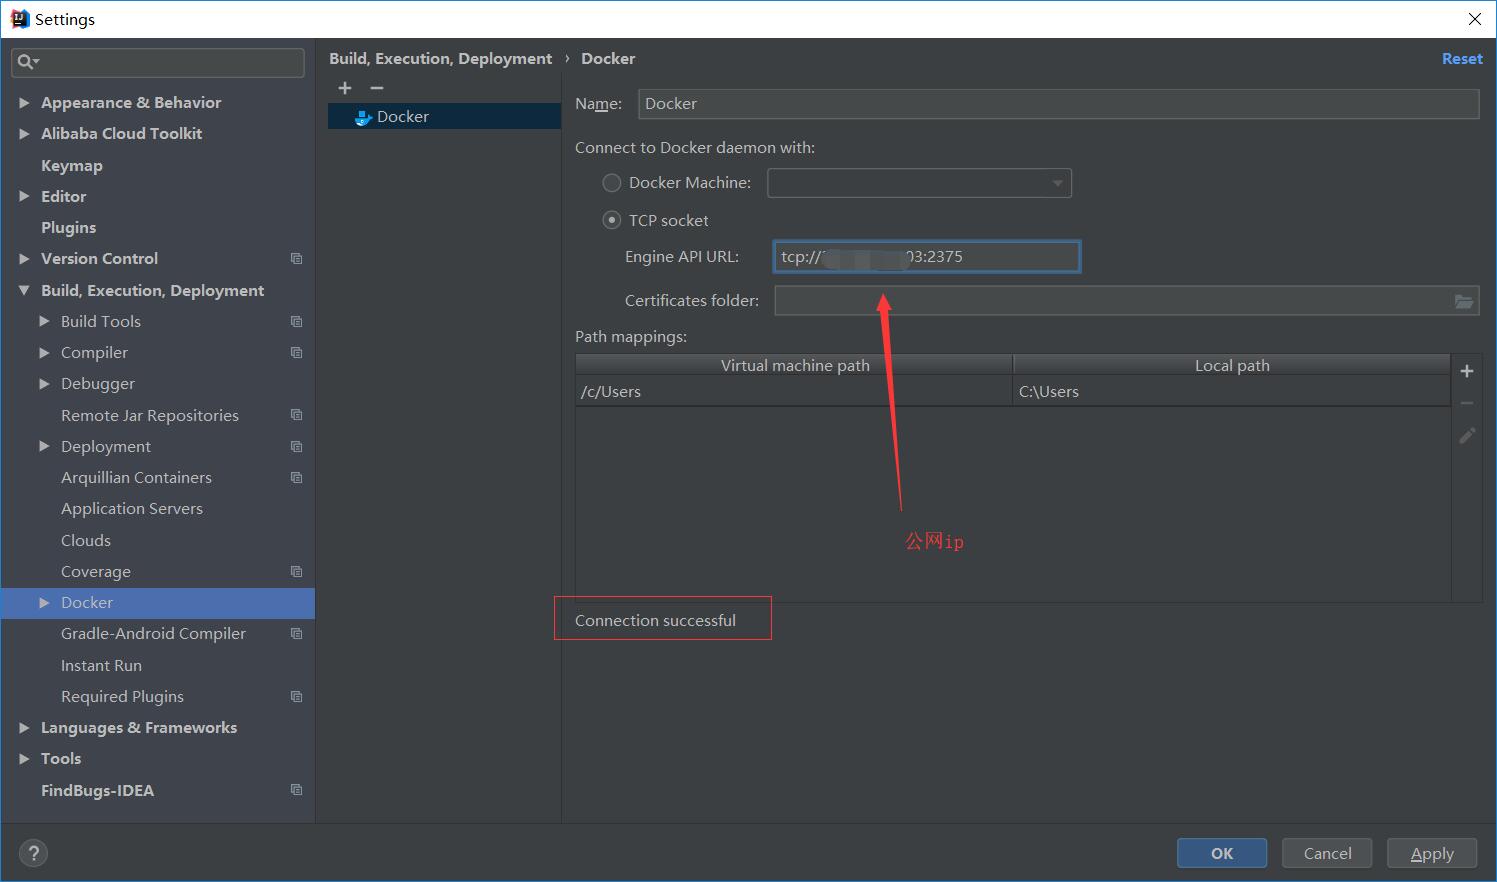 Settings
Build, Execution, Deployment › Docker
Reset
Appearance & Behavior
Alibaba Cloud Toolkit
Keymap
Editor
Plugins
Version Control
Build, Execution, Deployment
Build Tools
Compiler
Debugger
Remote Jar Repositories
Deployment
Arquillian Containers
Application Servers
Clouds
Coverage
Docker
Gradle-Android Compiler
Instant Run
Required Plugins
Languages & Frameworks
Tools
FindBugs-IDEA
Docker
Name: Docker
Connect to Docker daemon with:
Docker Machine:
TCP socket
Engine API URL: tcp:// 03:2375
Certificates folder:
Path mappings:
Virtual machine path Local path
/c/Users C:\Users
公网ip
Connection successful
?
OK Cancel Apply